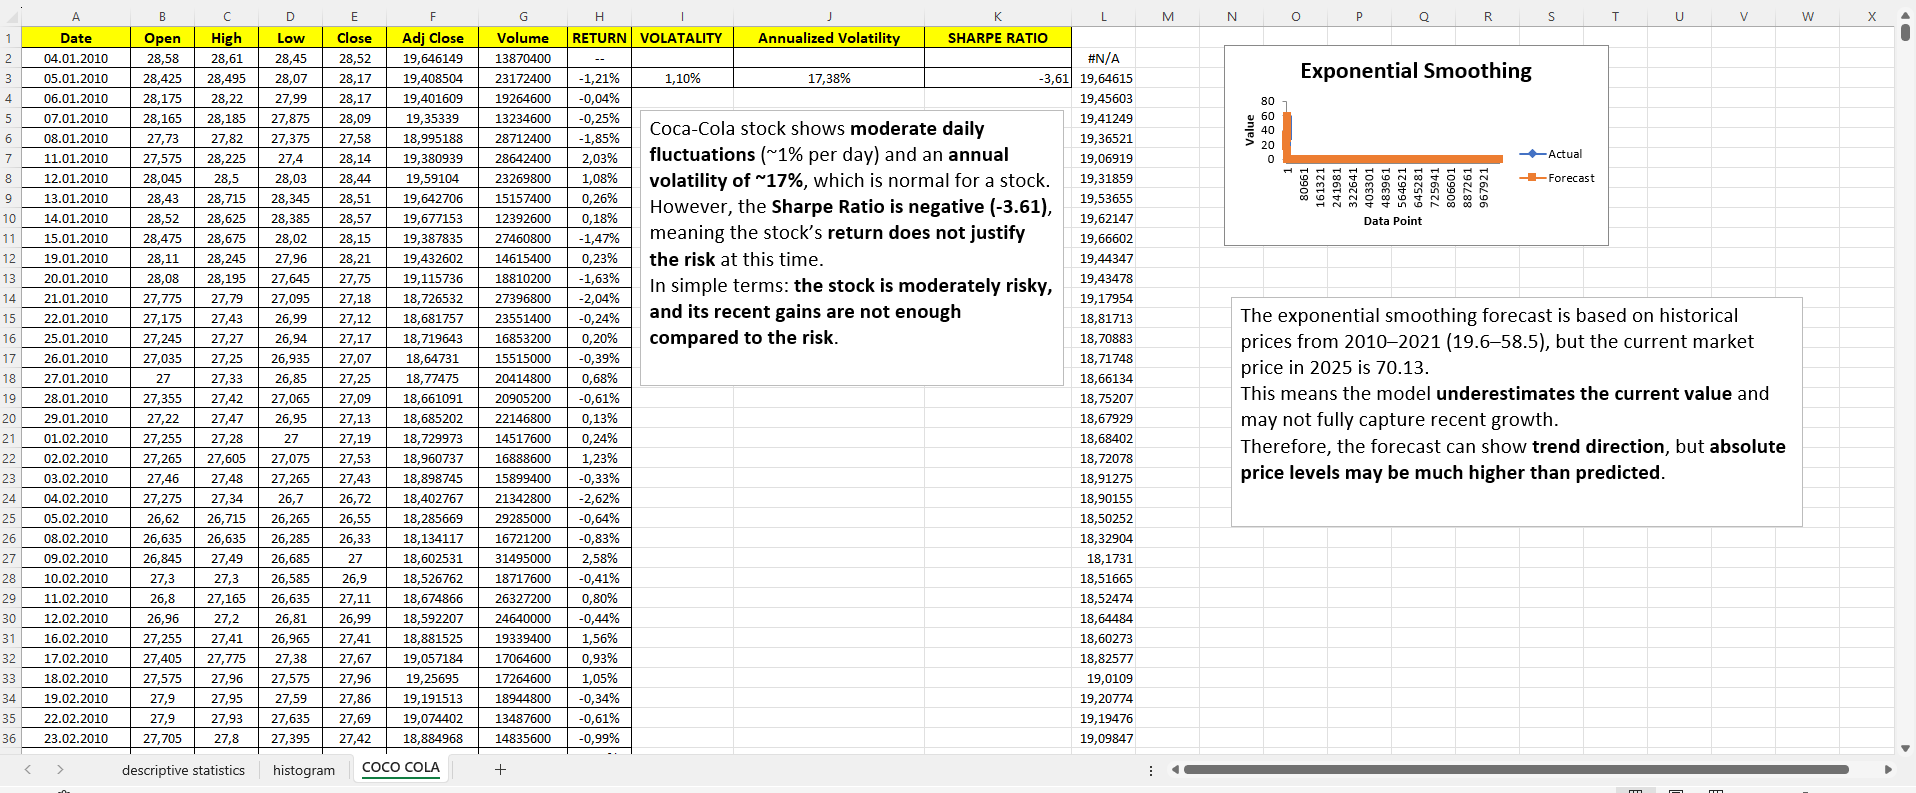 A B C D E F G H I J K L M N O P Q R S T U V W X
1 Date Open High Low Close Adj Close Volume RETURN VOLATALITY Annualized Volatility SHARPE RATIO
2 04.01.2010 28,58 28,61 28,45 28,52 19,646149 13870400 -- #N/A
3 05.01.2010 28,425 28,495 28,07 28,17 19,408504 23172400 -1,21% 1,10% 17,38% -3,61 19,64615
4 06.01.2010 28,175 28,22 27,99 28,17 19,401609 19264600 -0,04% 19,45603
5 07.01.2010 28,165 28,185 27,875 28,09 19,35339 13234600 -0,25% 19,41249
6 08.01.2010 27,73 27,82 27,375 27,58 18,995188 28712400 -1,85% 19,36521
7 11.01.2010 27,575 28,225 27,4 28,14 19,380939 28642400 2,03% 19,06919
8 12.01.2010 28,045 28,5 28,03 28,44 19,59104 23269800 1,08% 19,31859
9 13.01.2010 28,43 28,715 28,345 28,51 19,642706 15157400 0,26% 19,53655
10 14.01.2010 28,52 28,625 28,385 28,57 19,677153 12392600 0,18% 19,62147
11 15.01.2010 28,475 28,675 28,02 28,15 19,387835 27460800 -1,47% 19,66602
12 19.01.2010 28,11 28,245 27,96 28,21 19,432602 14615400 0,23% 19,44347
13 20.01.2010 28,08 28,195 27,645 27,75 19,115736 18810200 -1,63% 19,43478
14 21.01.2010 27,775 27,79 27,095 27,18 18,726532 27396800 -2,04% 19,17954
15 22.01.2010 27,175 27,43 26,99 27,12 18,681757 23551400 -0,24% 18,81713
16 25.01.2010 27,245 27,27 26,94 27,17 18,719643 16853200 0,20% 18,70883
17 26.01.2010 27,035 27,25 26,935 27,07 18,64731 15515000 -0,39% 18,71748
18 27.01.2010 27 27,33 26,85 27,25 18,77475 20414800 0,68% 18,66134
19 28.01.2010 27,355 27,42 27,065 27,09 18,661091 20905200 -0,61% 18,75207
20 29.01.2010 27,22 27,47 26,95 27,13 18,685202 22146800 0,13% 18,67929
21 01.02.2010 27,255 27,28 27 27,19 18,729973 14517600 0,24% 18,68402
22 02.02.2010 27,265 27,605 27,075 27,53 18,960737 16888600 1,23% 18,72078
23 03.02.2010 27,46 27,48 27,265 27,43 18,898745 15899400 -0,33% 18,91275
24 04.02.2010 27,275 27,34 26,7 26,72 18,402767 21342800 -2,62% 18,90155
25 05.02.2010 26,62 26,715 26,265 26,55 18,285669 29285000 -0,64% 18,50252
26 08.02.2010 26,635 26,635 26,285 26,33 18,134117 16721200 -0,83% 18,32904
27 09.02.2010 26,845 27,49 26,685 27 18,602531 31495000 2,58% 18,1731
28 10.02.2010 27,3 27,3 26,585 26,9 18,526762 18717600 -0,41% 18,51665
29 11.02.2010 26,8 27,165 26,635 27,11 18,674866 26327200 0,80% 18,52474
30 12.02.2010 26,96 27,2 26,81 26,99 18,592207 24640000 -0,44% 18,64484
31 16.02.2010 27,255 27,41 26,965 27,41 18,881525 19339400 1,56% 18,60273
32 17.02.2010 27,405 27,775 27,38 27,67 19,057184 17064600 0,93% 18,82577
33 18.02.2010 27,575 27,96 27,575 27,96 19,25695 17264600 1,05% 19,0109
34 19.02.2010 27,9 27,95 27,59 27,86 19,191513 18944800 -0,34% 19,20774
35 22.02.2010 27,9 27,93 27,635 27,69 19,074402 13487600 -0,61% 19,19476
36 23.02.2010 27,705 27,8 27,395 27,42 18,884968 14835600 -0,99% 19,09847
Coca-Cola stock shows moderate daily
fluctuations (~1% per day) and an annual
volatility of ~17%, which is normal for a stock.
However, the Sharpe Ratio is negative (-3.61),
meaning the stock’s return does not justify
the risk at this time.
In simple terms: the stock is moderately risky,
and its recent gains are not enough
compared to the risk.
Exponential Smoothing
Value
80
60
40
20
0
1 80661 161321 241981 322641 403301 483961 564621 645281 725941 806601 887261 967921
Data Point
Actual
Forecast
The exponential smoothing forecast is based on historical
prices from 2010–2021 (19.6–58.5), but the current market
price in 2025 is 70.13.
This means the model underestimates the current value and
may not fully capture recent growth.
Therefore, the forecast can show trend direction, but absolute
price levels may be much higher than predicted.
descriptive statistics histogram COCO COLA